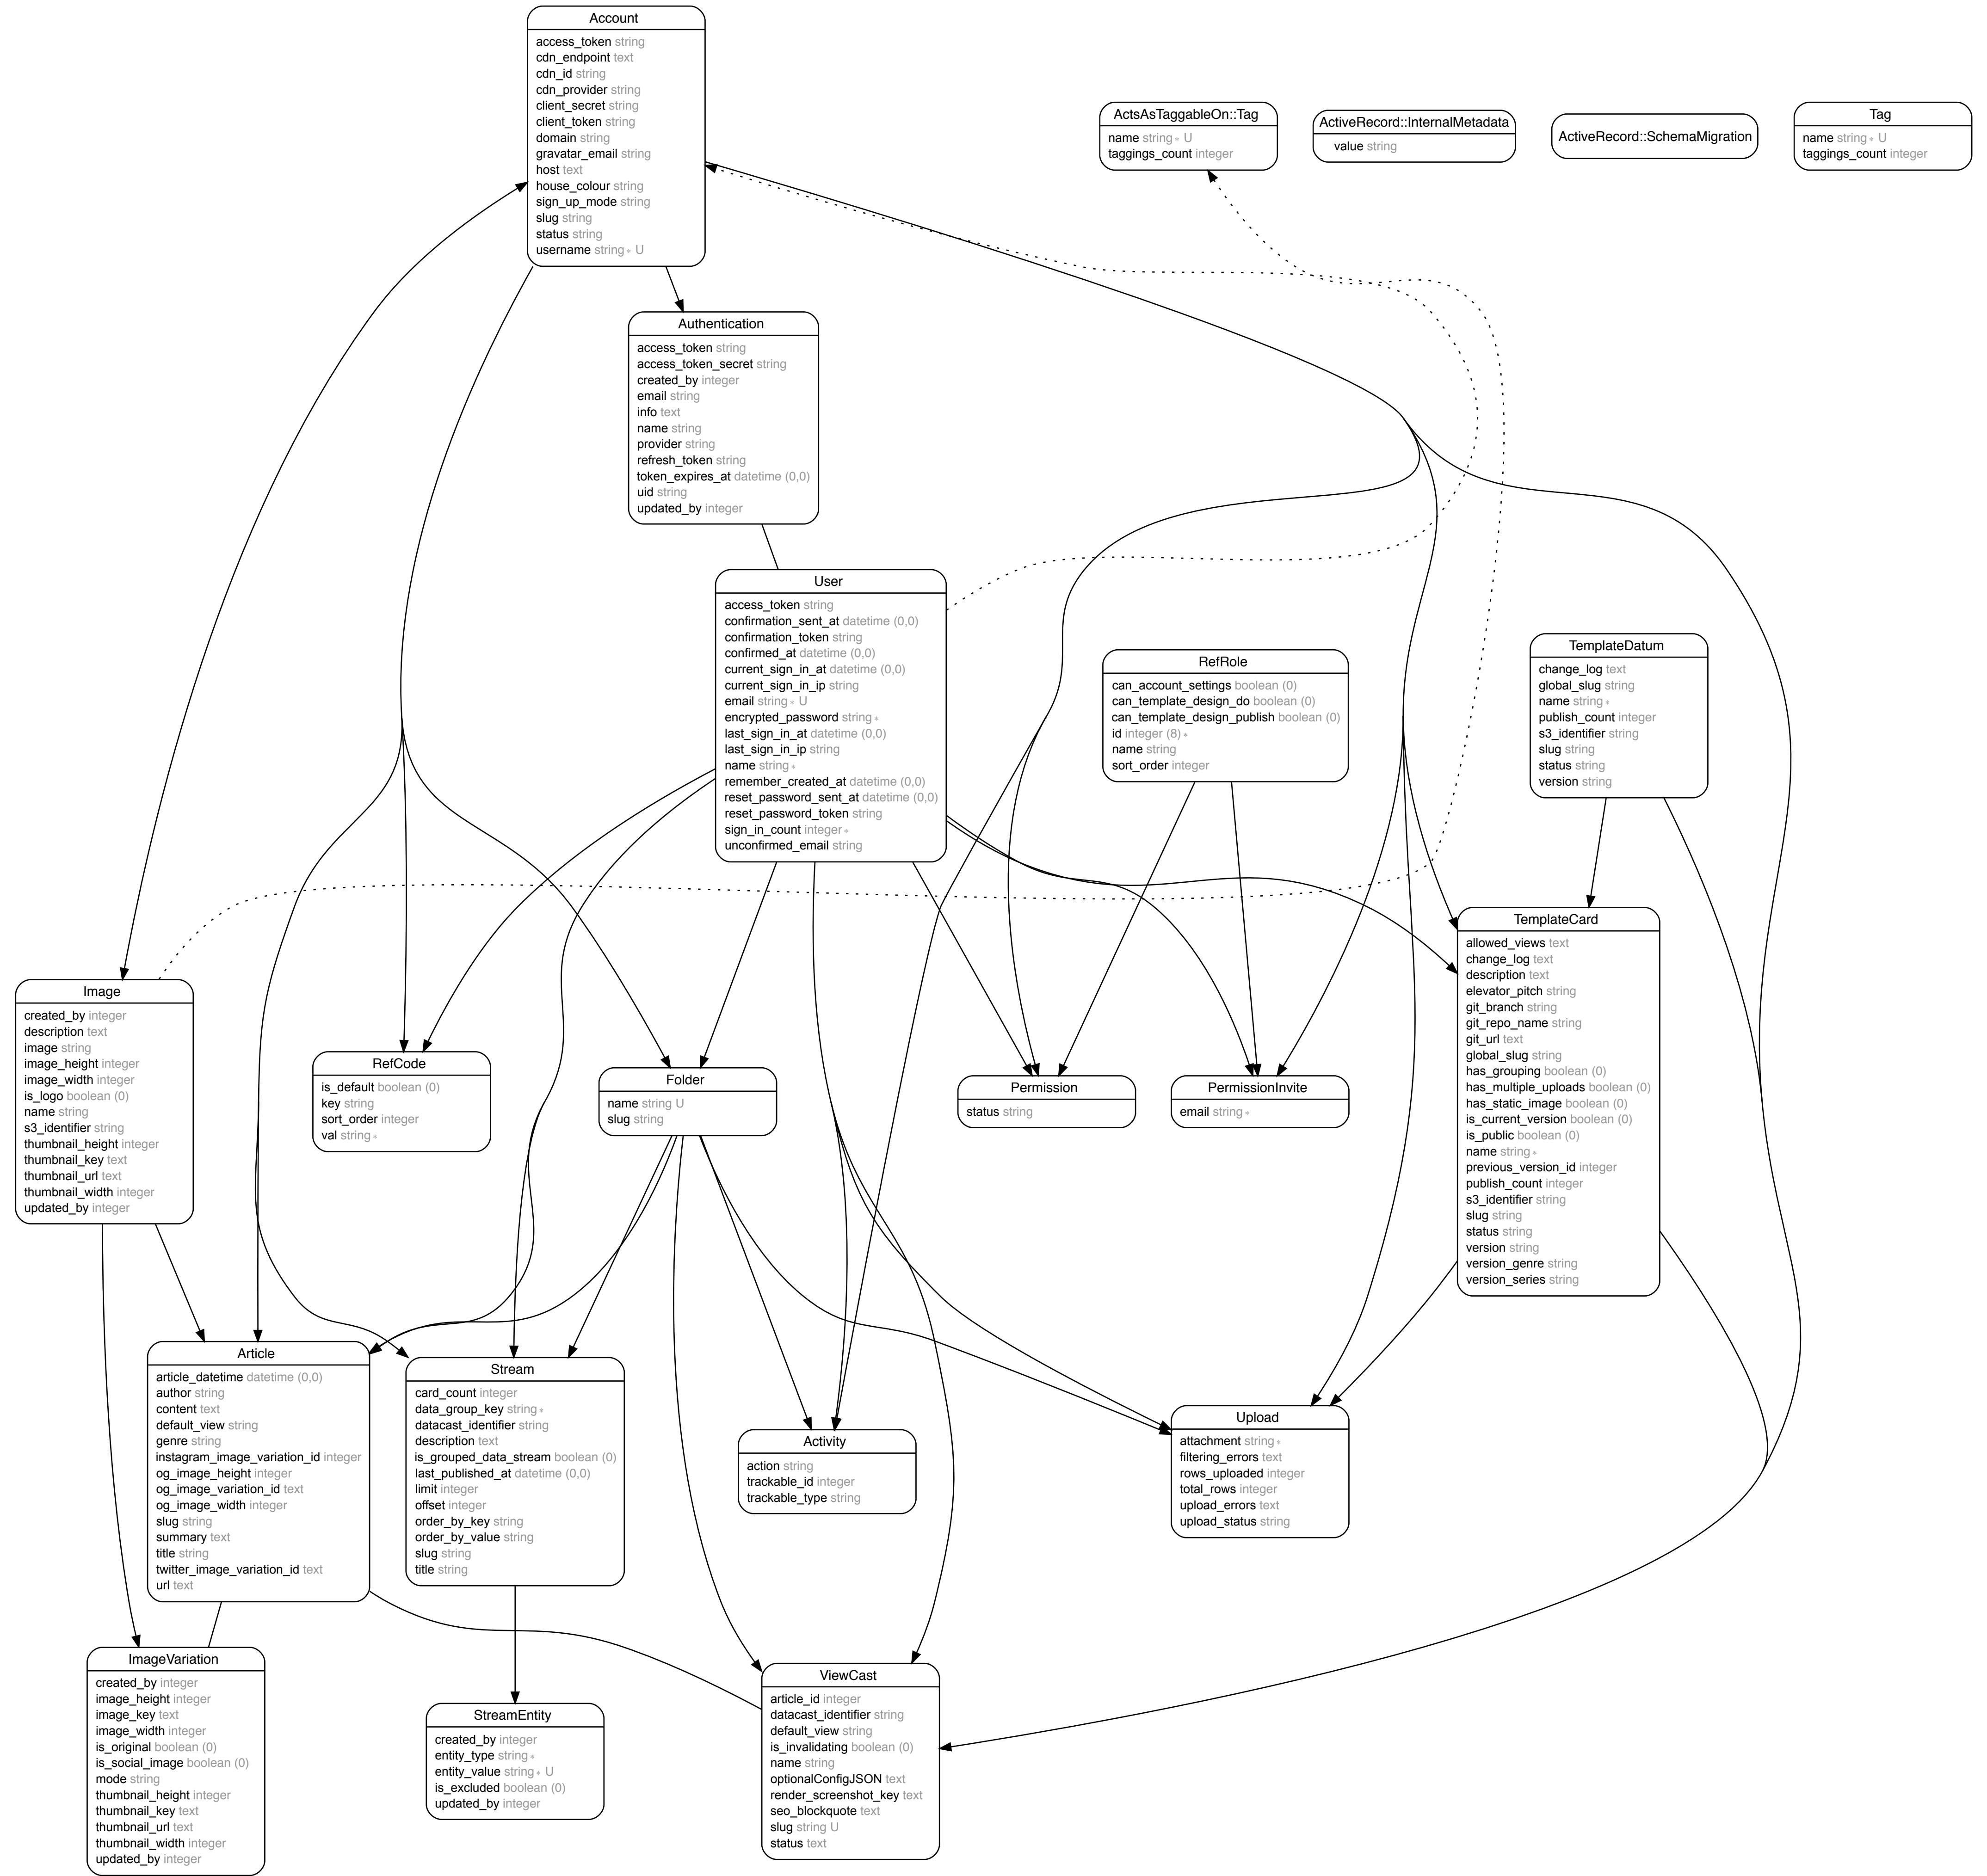 Account
access_token string
cdn_endpoint text
cdn_id string
cdn_provider string
client_secret string
client_token string
domain string
gravatar_email string
host text
house_colour string
sign_up_mode string
slug string
status string
username string∗ U
ActsAsTaggableOn::Tag
name string∗ U
taggings_count integer
ActiveRecord::InternalMetadata
value string
ActiveRecord::SchemaMigration
Tag
name string∗ U
taggings_count integer
Authentication
access_token string
access_token_secret string
created_by integer
email string
info text
name string
provider string
refresh_token string
token_expires_at datetime (0,0)
uid string
updated_by integer
User
access_token string
confirmation_sent_at datetime (0,0)
confirmation_token string
confirmed_at datetime (0,0)
current_sign_in_at datetime (0,0)
current_sign_in_ip string
email string∗ U
encrypted_password string∗
last_sign_in_at datetime (0,0)
last_sign_in_ip string
name string∗
remember_created_at datetime (0,0)
reset_password_sent_at datetime (0,0)
reset_password_token string
sign_in_count integer∗
unconfirmed_email string
RefRole
can_account_settings boolean (0)
can_template_design_do boolean (0)
can_template_design_publish boolean (0)
id integer (8)∗
name string
sort_order integer
TemplateDatum
change_log text
global_slug string
name string∗
publish_count integer
s3_identifier string
slug string
status string
version string
TemplateCard
allowed_views text
change_log text
description text
elevator_pitch string
git_branch string
git_repo_name string
git_url text
global_slug string
has_grouping boolean (0)
has_multiple_uploads boolean (0)
has_static_image boolean (0)
is_current_version boolean (0)
is_public boolean (0)
name string∗
previous_version_id integer
publish_count integer
s3_identifier string
slug string
status string
version string
version_genre string
version_series string
Image
created_by integer
description text
image string
image_height integer
image_width integer
is_logo boolean (0)
name string
s3_identifier string
thumbnail_height integer
thumbnail_key text
thumbnail_url text
thumbnail_width integer
updated_by integer
RefCode
is_default boolean (0)
key string
sort_order integer
val string∗
Folder
name string U
slug string
Permission
status string
PermissionInvite
email string∗
Article
article_datetime datetime (0,0)
author string
content text
default_view string
genre string
instagram_image_variation_id integer
og_image_height integer
og_image_variation_id text
og_image_width integer
slug string
summary text
title string
twitter_image_variation_id text
url text
Stream
card_count integer
data_group_key string∗
datacast_identifier string
description text
is_grouped_data_stream boolean (0)
last_published_at datetime (0,0)
limit integer
offset integer
order_by_key string
order_by_value string
slug string
title string
Activity
action string
trackable_id integer
trackable_type string
Upload
attachment string∗
filtering_errors text
rows_uploaded integer
total_rows integer
upload_errors text
upload_status string
ImageVariation
created_by integer
image_height integer
image_key text
image_width integer
is_original boolean (0)
is_social_image boolean (0)
mode string
thumbnail_height integer
thumbnail_key text
thumbnail_url text
thumbnail_width integer
updated_by integer
StreamEntity
created_by integer
entity_type string∗
entity_value string∗ U
is_excluded boolean (0)
updated_by integer
ViewCast
article_id integer
datacast_identifier string
default_view string
is_invalidating boolean (0)
name string
optionalConfigJSON text
render_screenshot_key text
seo_blockquote text
slug string U
status text